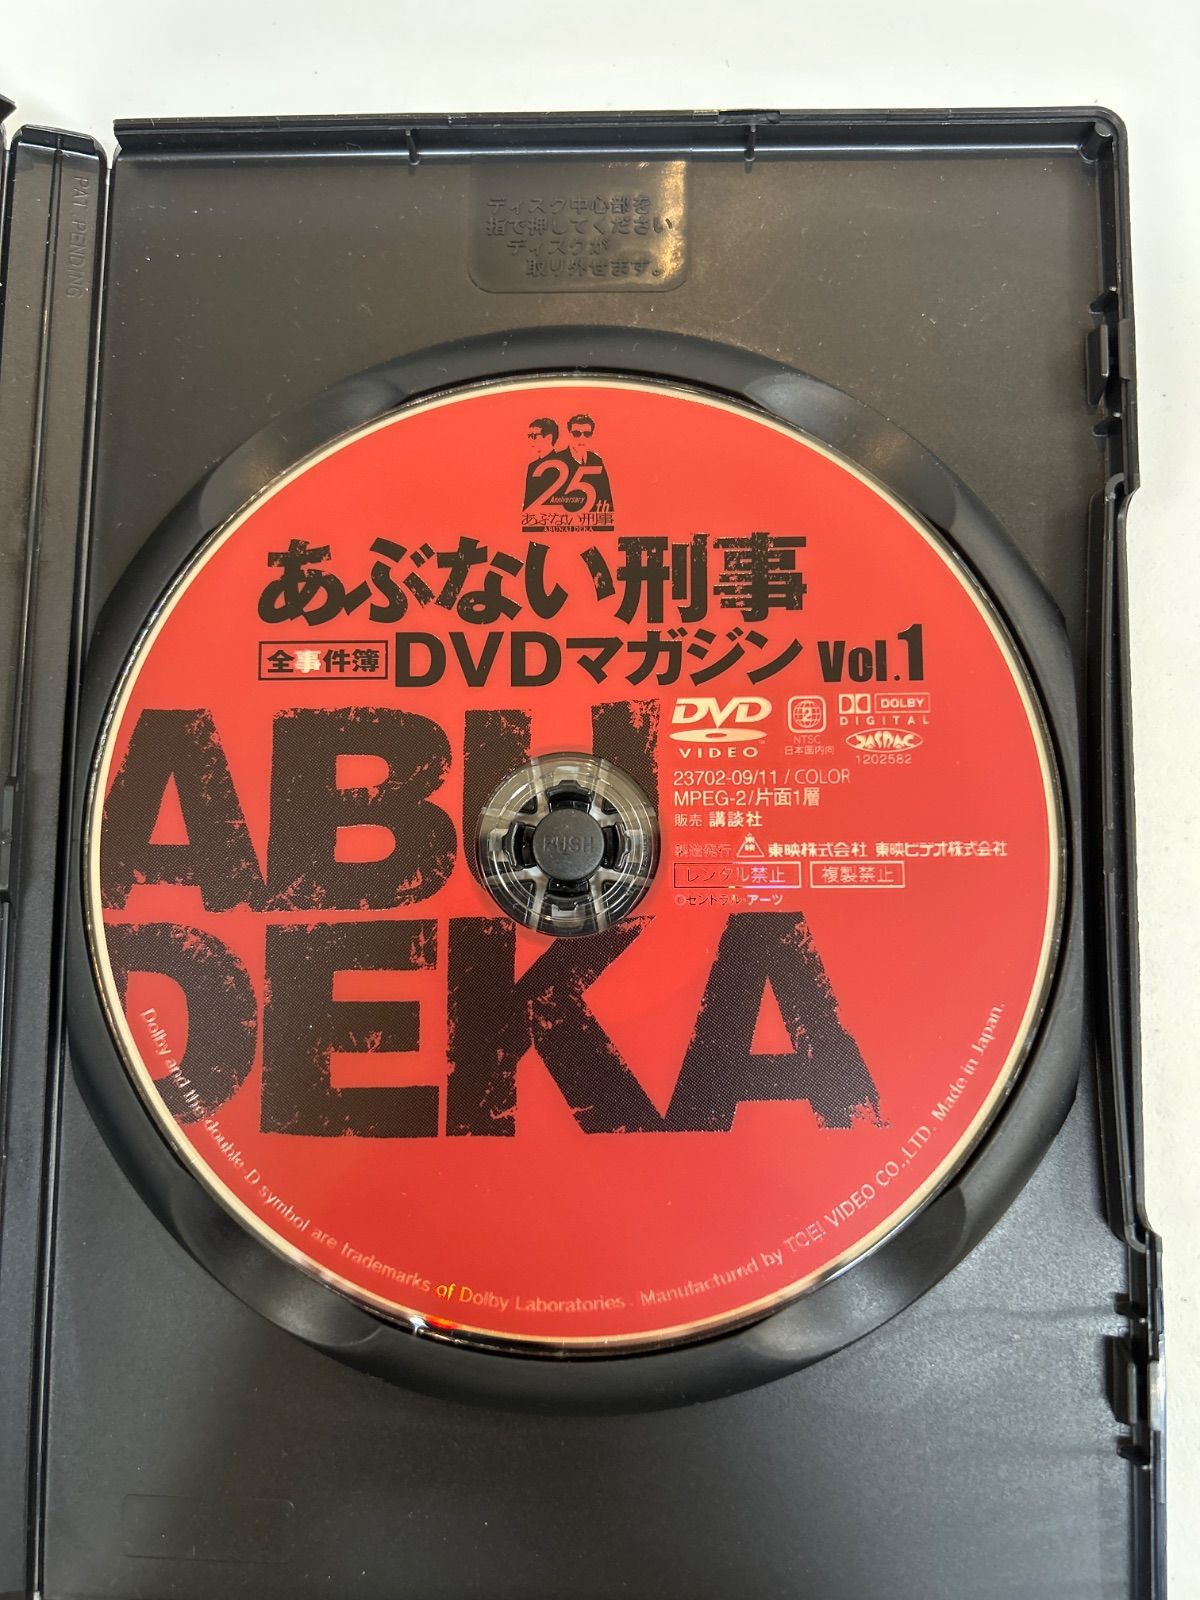 PAT. PENDING
ディスク中心部を
指で押してください
ディスクが
取り外せます。
25th
Anniversary
あぶない刑事
ABUNAI DEKA
あぶない刑事
全事件簿 DVDマガジン Vol.1
ABU
DEKA
DVD
VIDEO
2
NTSC
日本国内向
DOLBY
DIGITAL
JASRAC
1202582
23702-09/11 / COLOR
MPEG-2/片面1層
販売 講談社
製造発行 東映 東映株式会社 東映ビデオ株式会社
レンタル禁止 複製禁止
©セントラル・アーツ
PUSH
Dolby and the double-D symbol are trademarks of Dolby Laboratories. Manufactured by TOEI VIDEO CO.,LTD. Made in Japan.